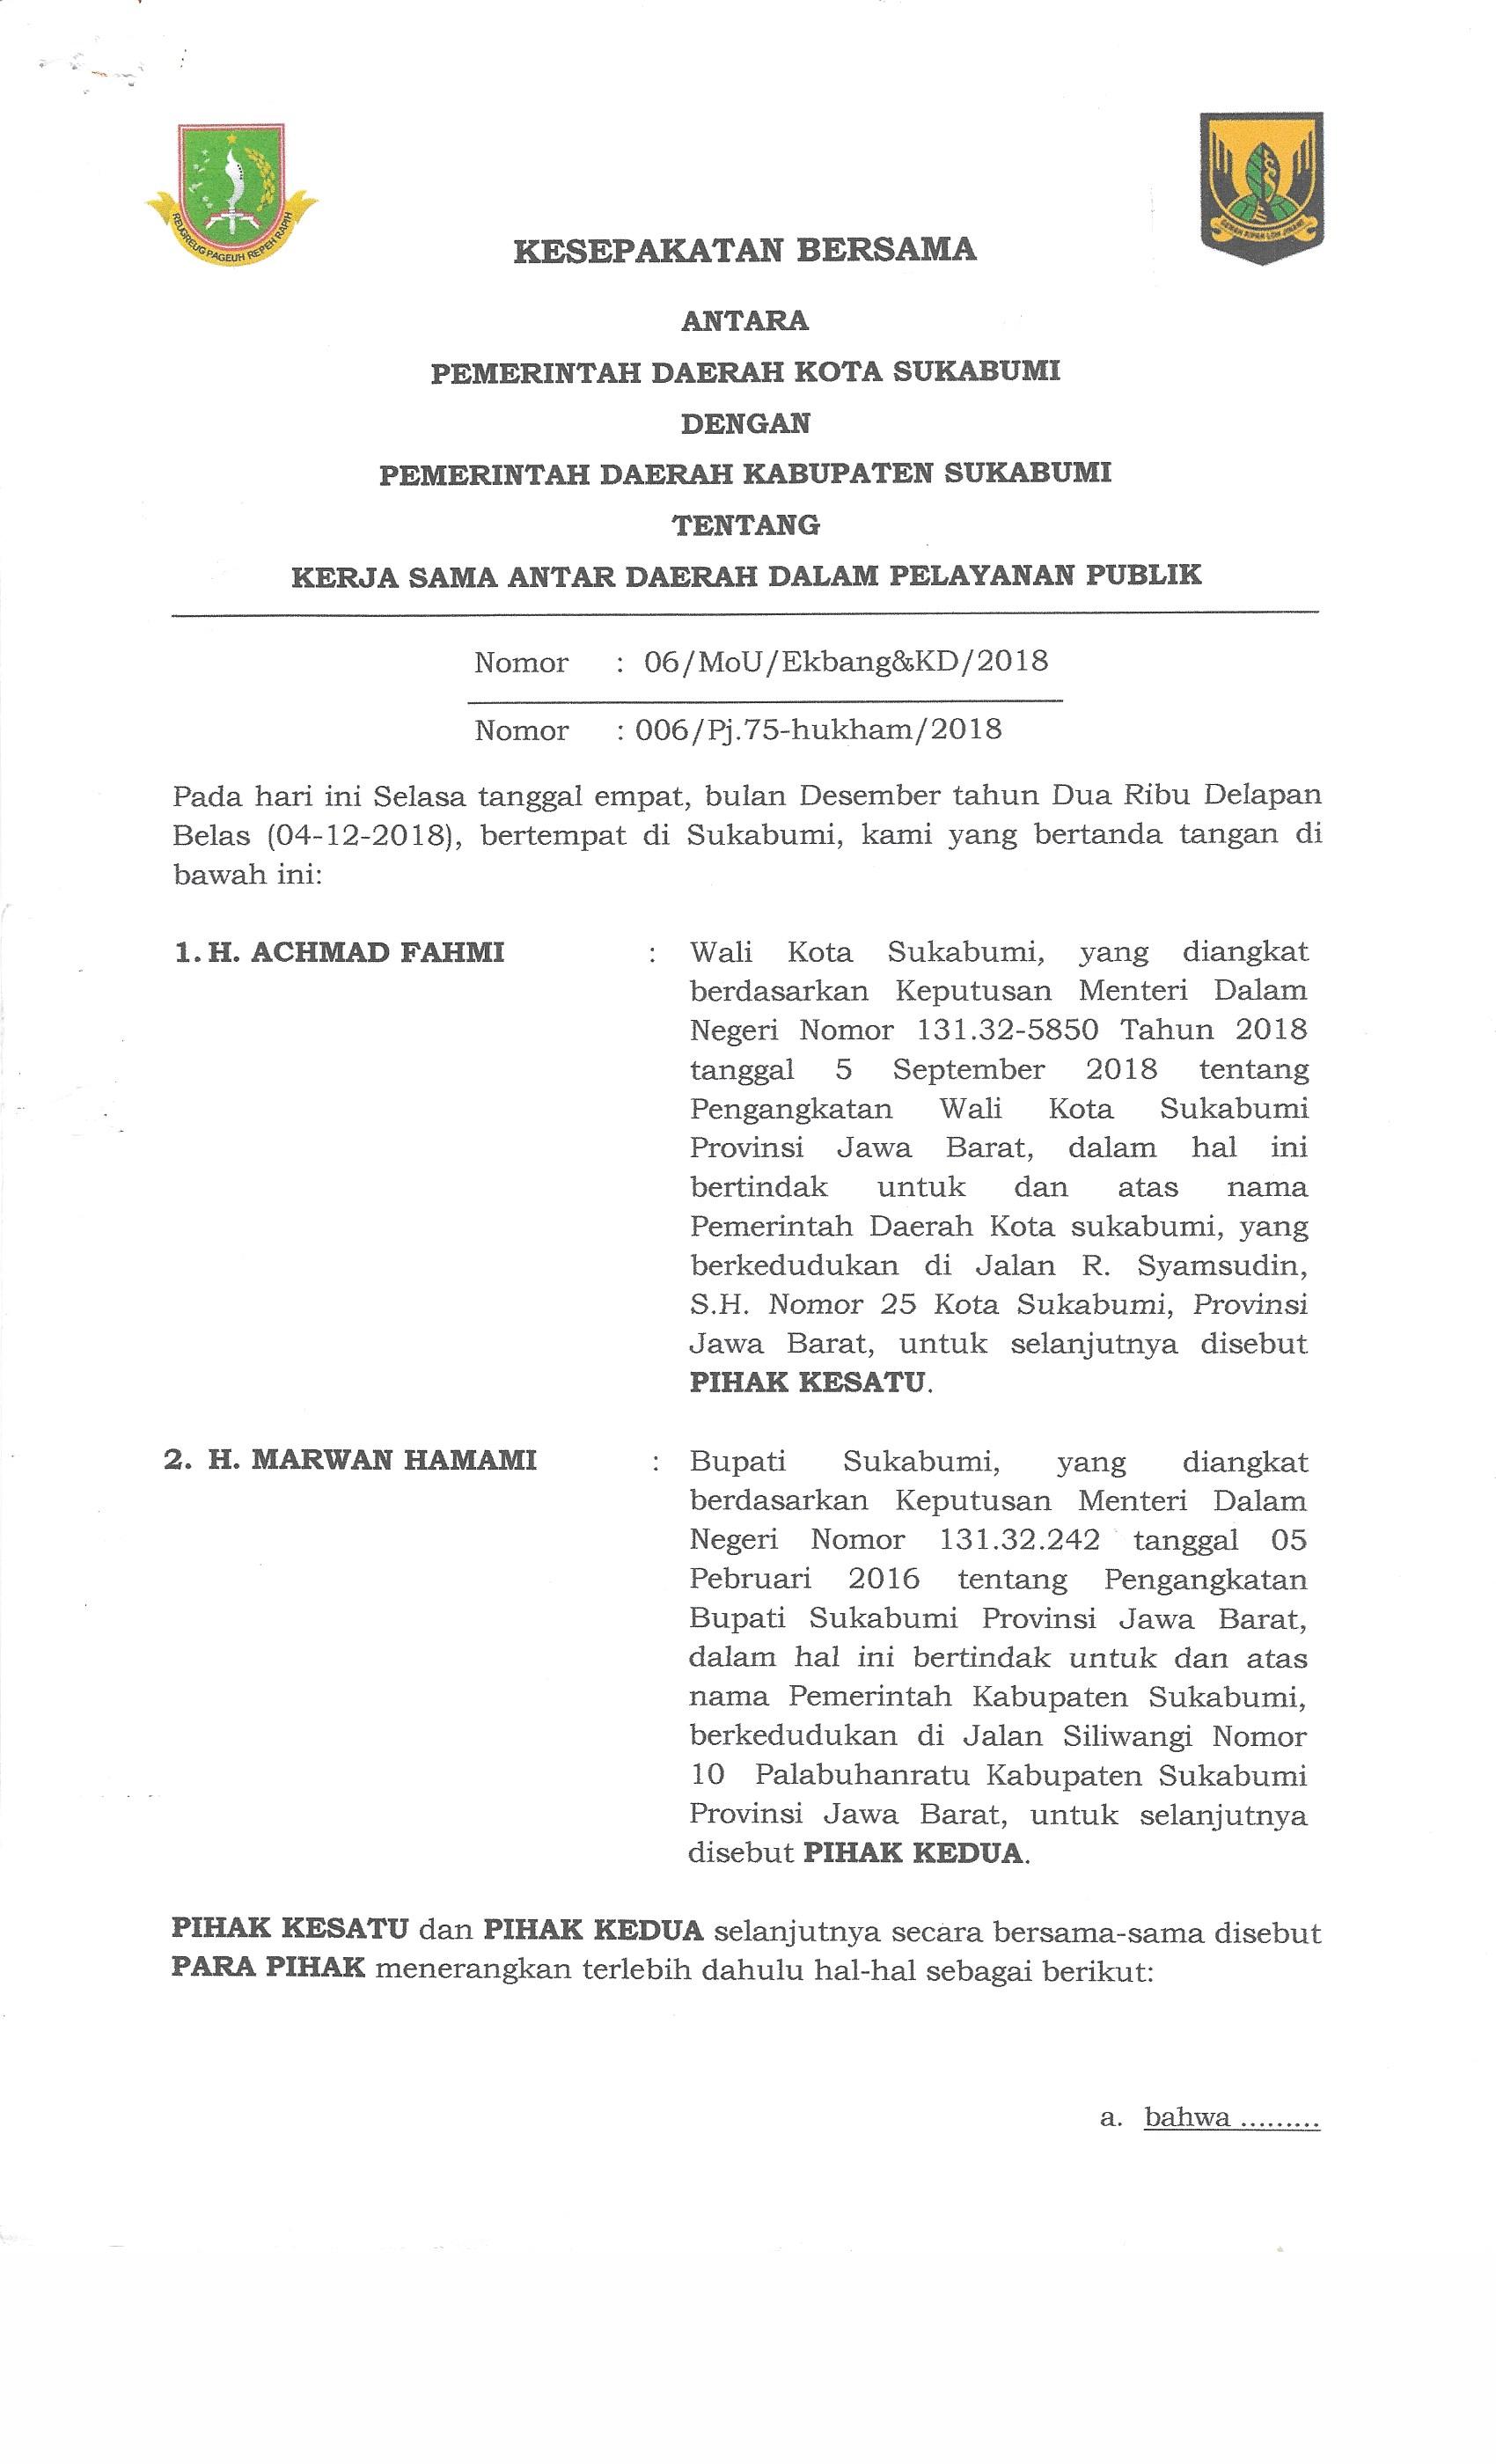 REUGREUG PAGEUH REPEH RAPIH
KESEPAKATAN BERSAMA
ANTARA
PEMERINTAH DAERAH KOTA SUKABUMI
DENGAN
PEMERINTAH DAERAH KABUPATEN SUKABUMI
TENTANG
KERJA SAMA ANTAR DAERAH DALAM PELAYANAN PUBLIK
Nomor : 06/MoU/Ekbang&KD/2018
Nomor : 006/Pj.75-hukham/2018
Pada hari ini Selasa tanggal empat, bulan Desember tahun Dua Ribu Delapan
Belas (04-12-2018), bertempat di Sukabumi, kami yang bertanda tangan di
bawah ini:
1. H. ACHMAD FAHMI : Wali Kota Sukabumi, yang diangkat
berdasarkan Keputusan Menteri Dalam
Negeri Nomor 131.32-5850 Tahun 2018
tanggal 5 September 2018 tentang
Pengangkatan Wali Kota Sukabumi
Provinsi Jawa Barat, dalam hal ini
bertindak untuk dan atas nama
Pemerintah Daerah Kota sukabumi, yang
berkedudukan di Jalan R. Syamsudin,
S.H. Nomor 25 Kota Sukabumi, Provinsi
Jawa Barat, untuk selanjutnya disebut
PIHAK KESATU.
2. H. MARWAN HAMAMI : Bupati Sukabumi, yang diangkat
berdasarkan Keputusan Menteri Dalam
Negeri Nomor 131.32.242 tanggal 05
Pebruari 2016 tentang Pengangkatan
Bupati Sukabumi Provinsi Jawa Barat,
dalam hal ini bertindak untuk dan atas
nama Pemerintah Kabupaten Sukabumi,
berkedudukan di Jalan Siliwangi Nomor
10 Palabuhanratu Kabupaten Sukabumi
Provinsi Jawa Barat, untuk selanjutnya
disebut PIHAK KEDUA.
PIHAK KESATU dan PIHAK KEDUA selanjutnya secara bersama-sama disebut
PARA PIHAK menerangkan terlebih dahulu hal-hal sebagai berikut:
a. bahwa .........